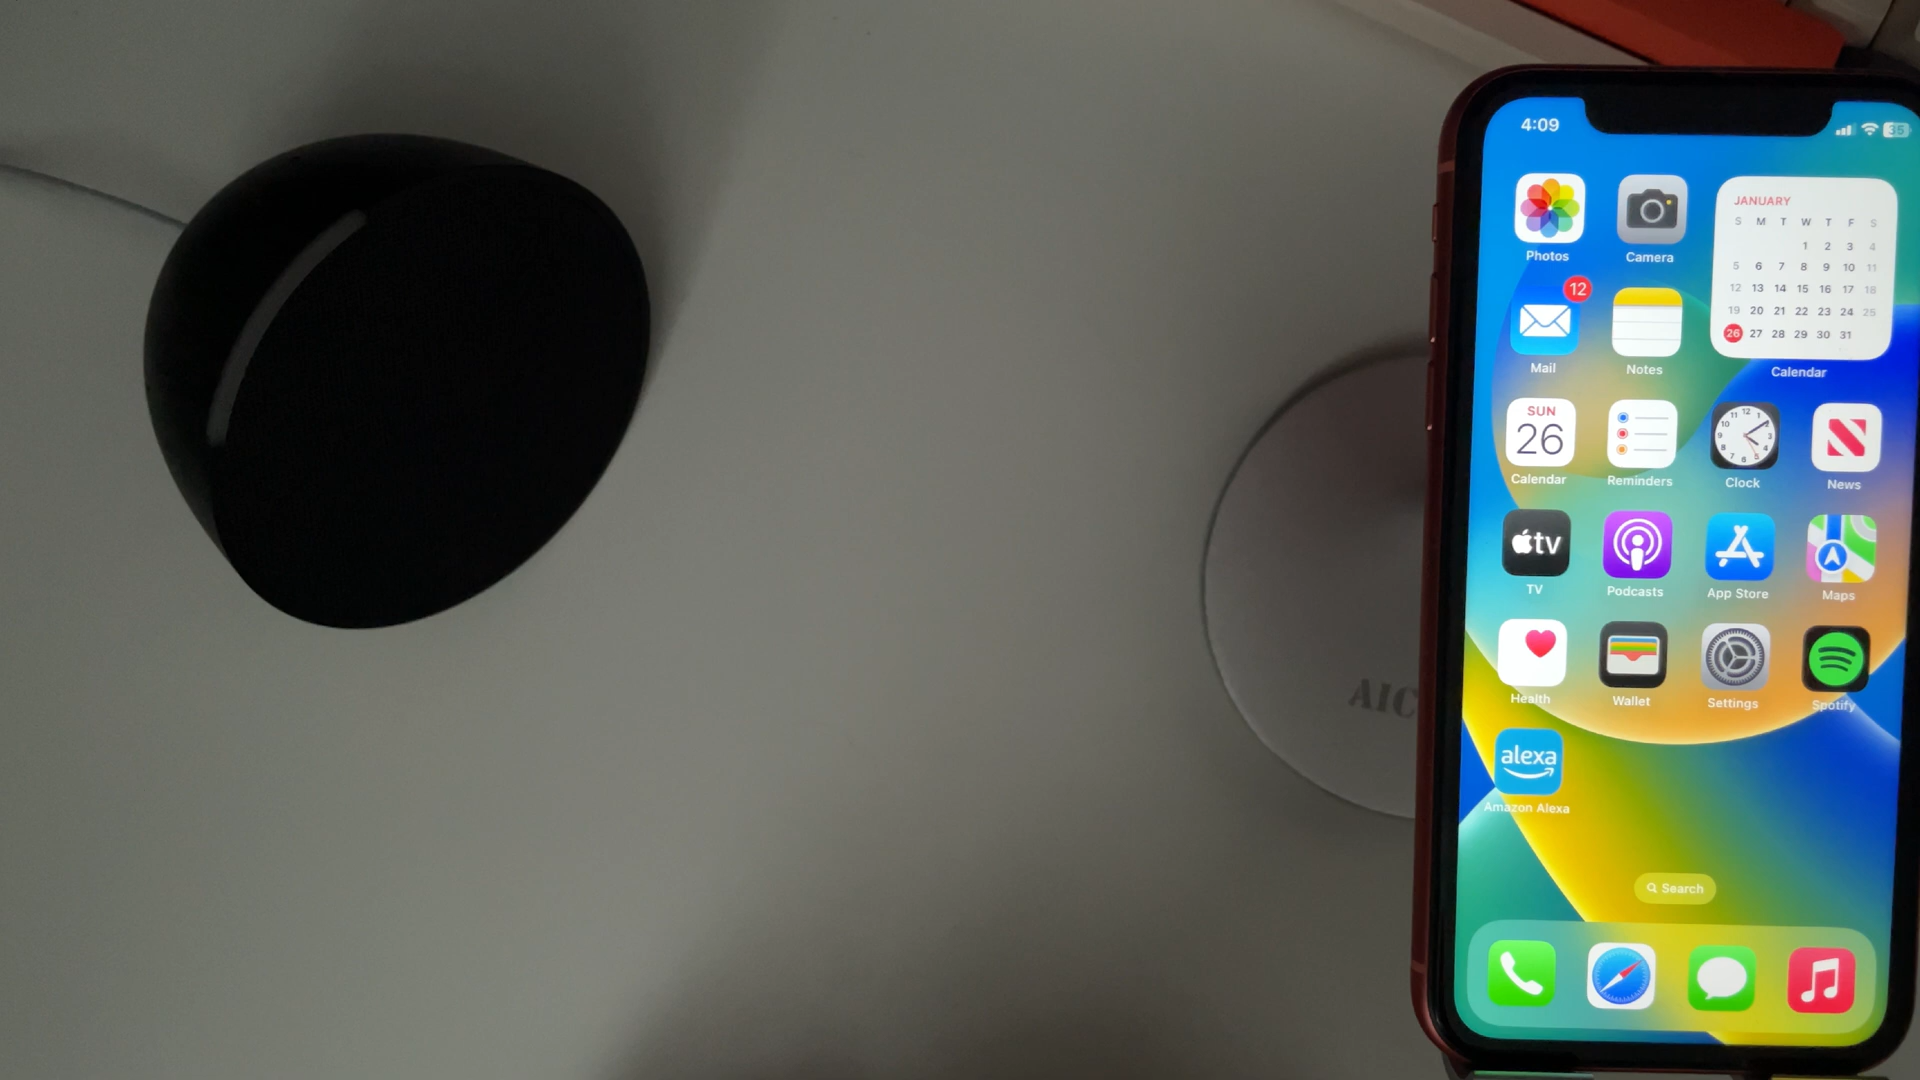 4:09
35
Photos
Camera
JANUARY
S M T W T F S
1 2 3 4
5 6 7 8 9 10 11
12 13 14 15 16 17 18
19 20 21 22 23 24 25
26 27 28 29 30 31
Calendar
12
Mail
Notes
SUN
26
Calendar
Reminders
Clock
News
tv
TV
Podcasts
App Store
Maps
Health
Wallet
Settings
Spotify
alexa
Amazon Alexa
Search
AIC